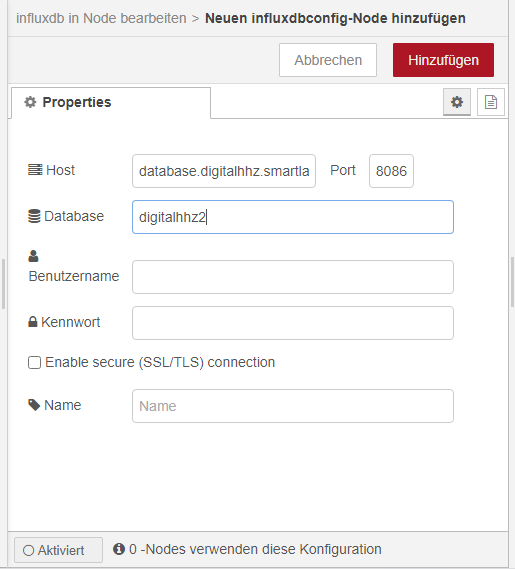 influxdb in Node bearbeiten > Neuen influxdbconfig-Node hinzufügen
Abbrechen Hinzufügen
Properties
Host database.digitalhhz.smartla Port 8086
Database digitalhhz2
Benutzername
Kennwort
Enable secure (SSL/TLS) connection
Name Name
Aktiviert 0 -Nodes verwenden diese Konfiguration